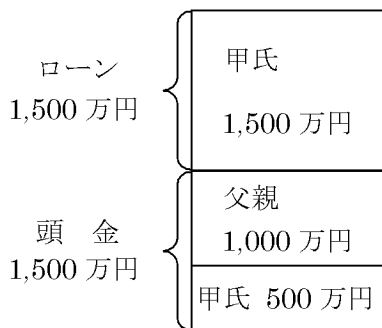 ローン
1,500 万円
甲氏
1,500 万円
頭 金
1,500 万円
父親
1,000 万円
甲氏 500 万円